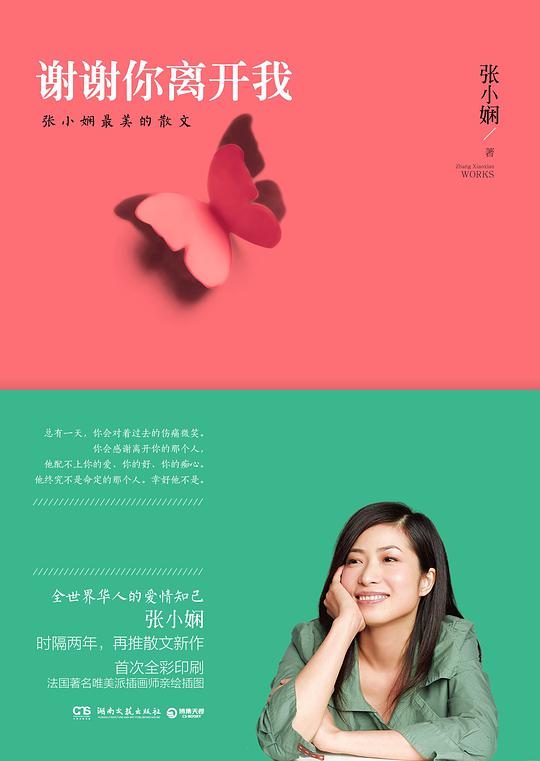 谢谢你离开我
张小娴最美的散文
张小娴
著
Zhang Xiaoxian
WORKS
总有一天，你会对着过去的伤痛微笑。
你会感谢离开你的那个人，
他配不上你的爱、你的好、你的痴心。
他终究不是命定的那个人。幸好他不是。
全世界华人的爱情知己
张小娴
时隔两年，再推散文新作
首次全彩印刷
法国著名唯美派插画师亲绘插图
湖南文艺出版社
博集天卷
CS-BOOKY